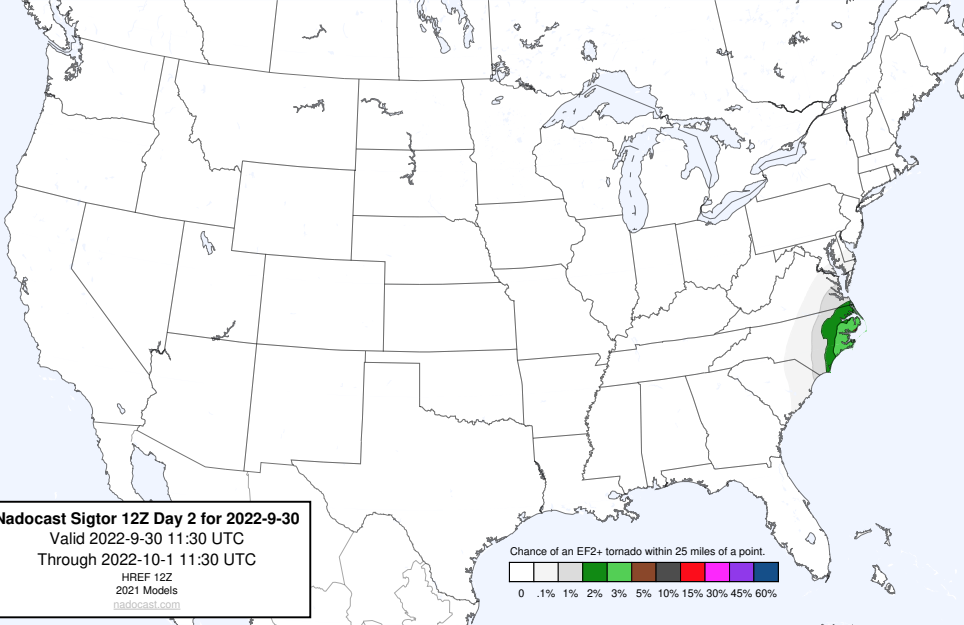 Nadocast Sigtor 12Z Day 2 for 2022-9-30
Valid 2022-9-30 11:30 UTC
Through 2022-10-1 11:30 UTC
HREF 12Z
2021 Models
nadocast.com
Chance of an EF2+ tornado within 25 miles of a point.
0 .1% 1% 2% 3% 5% 10% 15% 30% 45% 60%